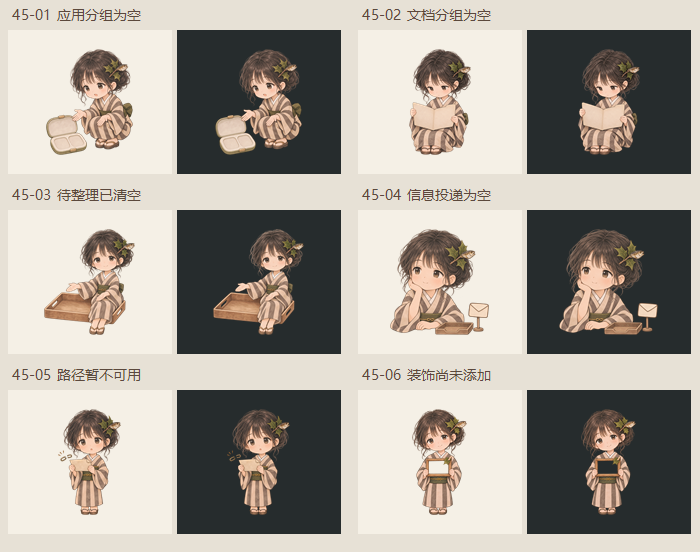 45-01 应用分组为空
45-02 文档分组为空
45-03 待整理已清空
45-04 信息投递为空
45-05 路径暂不可用
45-06 装饰尚未添加